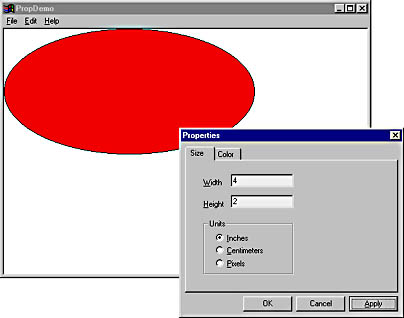 PropDemo
File Edit Help
Properties
Size Color
Width 4
Height 2
Units
Inches
Centimeters
Pixels
OK Cancel Apply